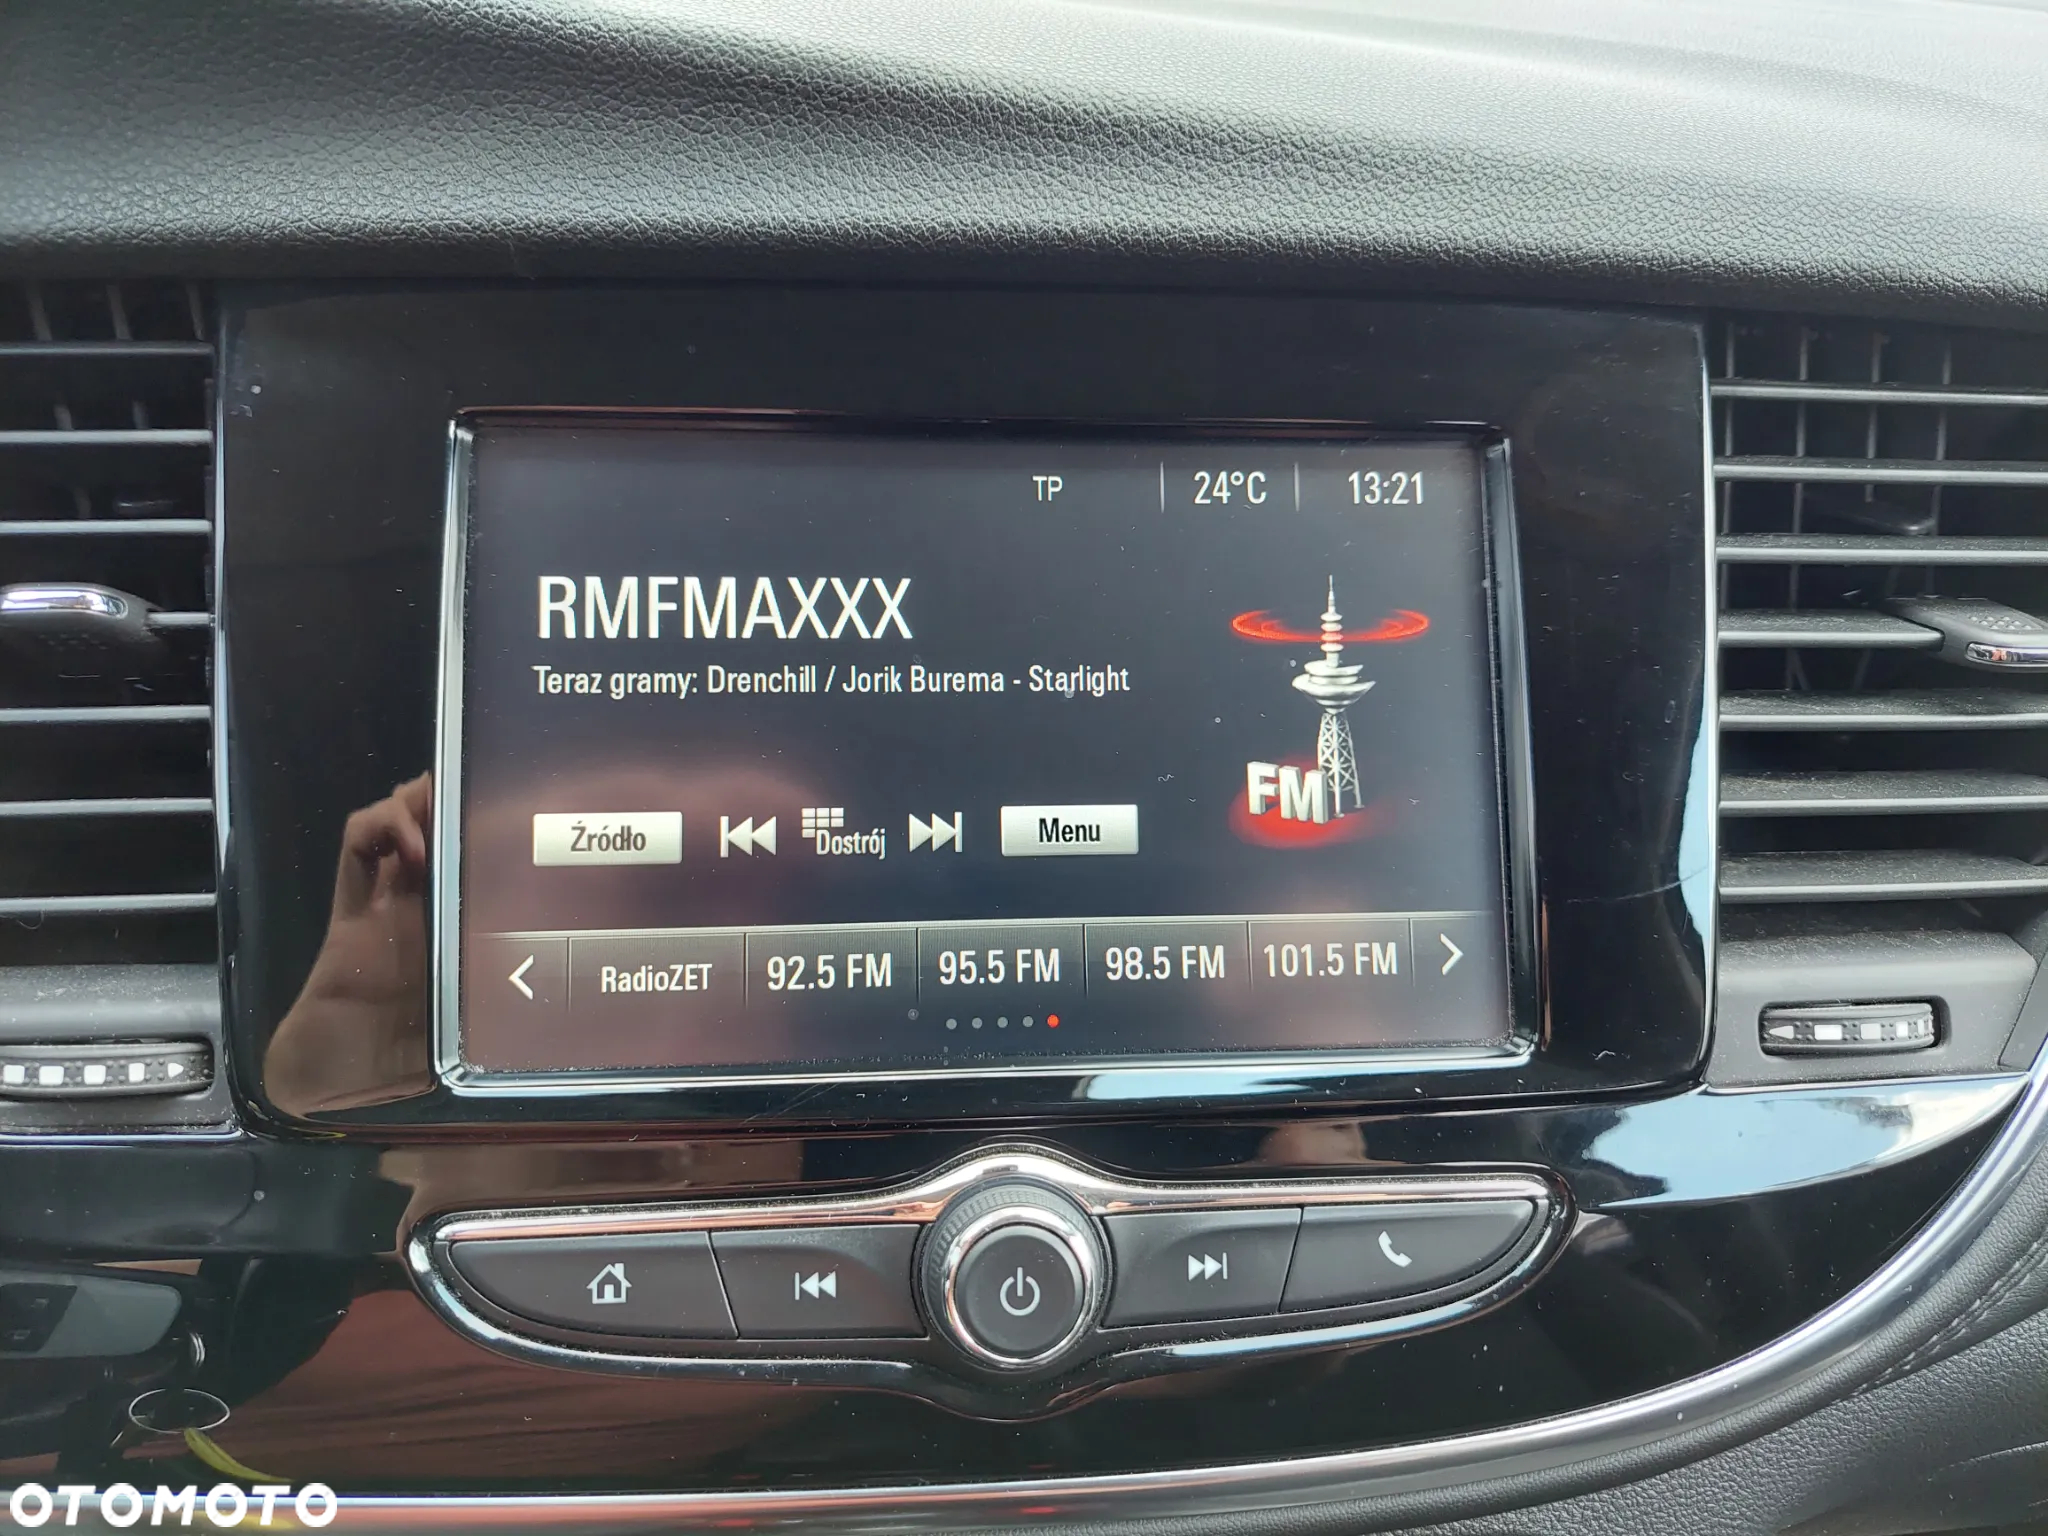 TP 24°C 13:21
RMFMAXXX
Teraz gramy: Drenchill / Jorik Burema - Starlight
FM
Źródło Dostrój Menu
RadioZET 92.5 FM 95.5 FM 98.5 FM 101.5 FM
OTOMOTO